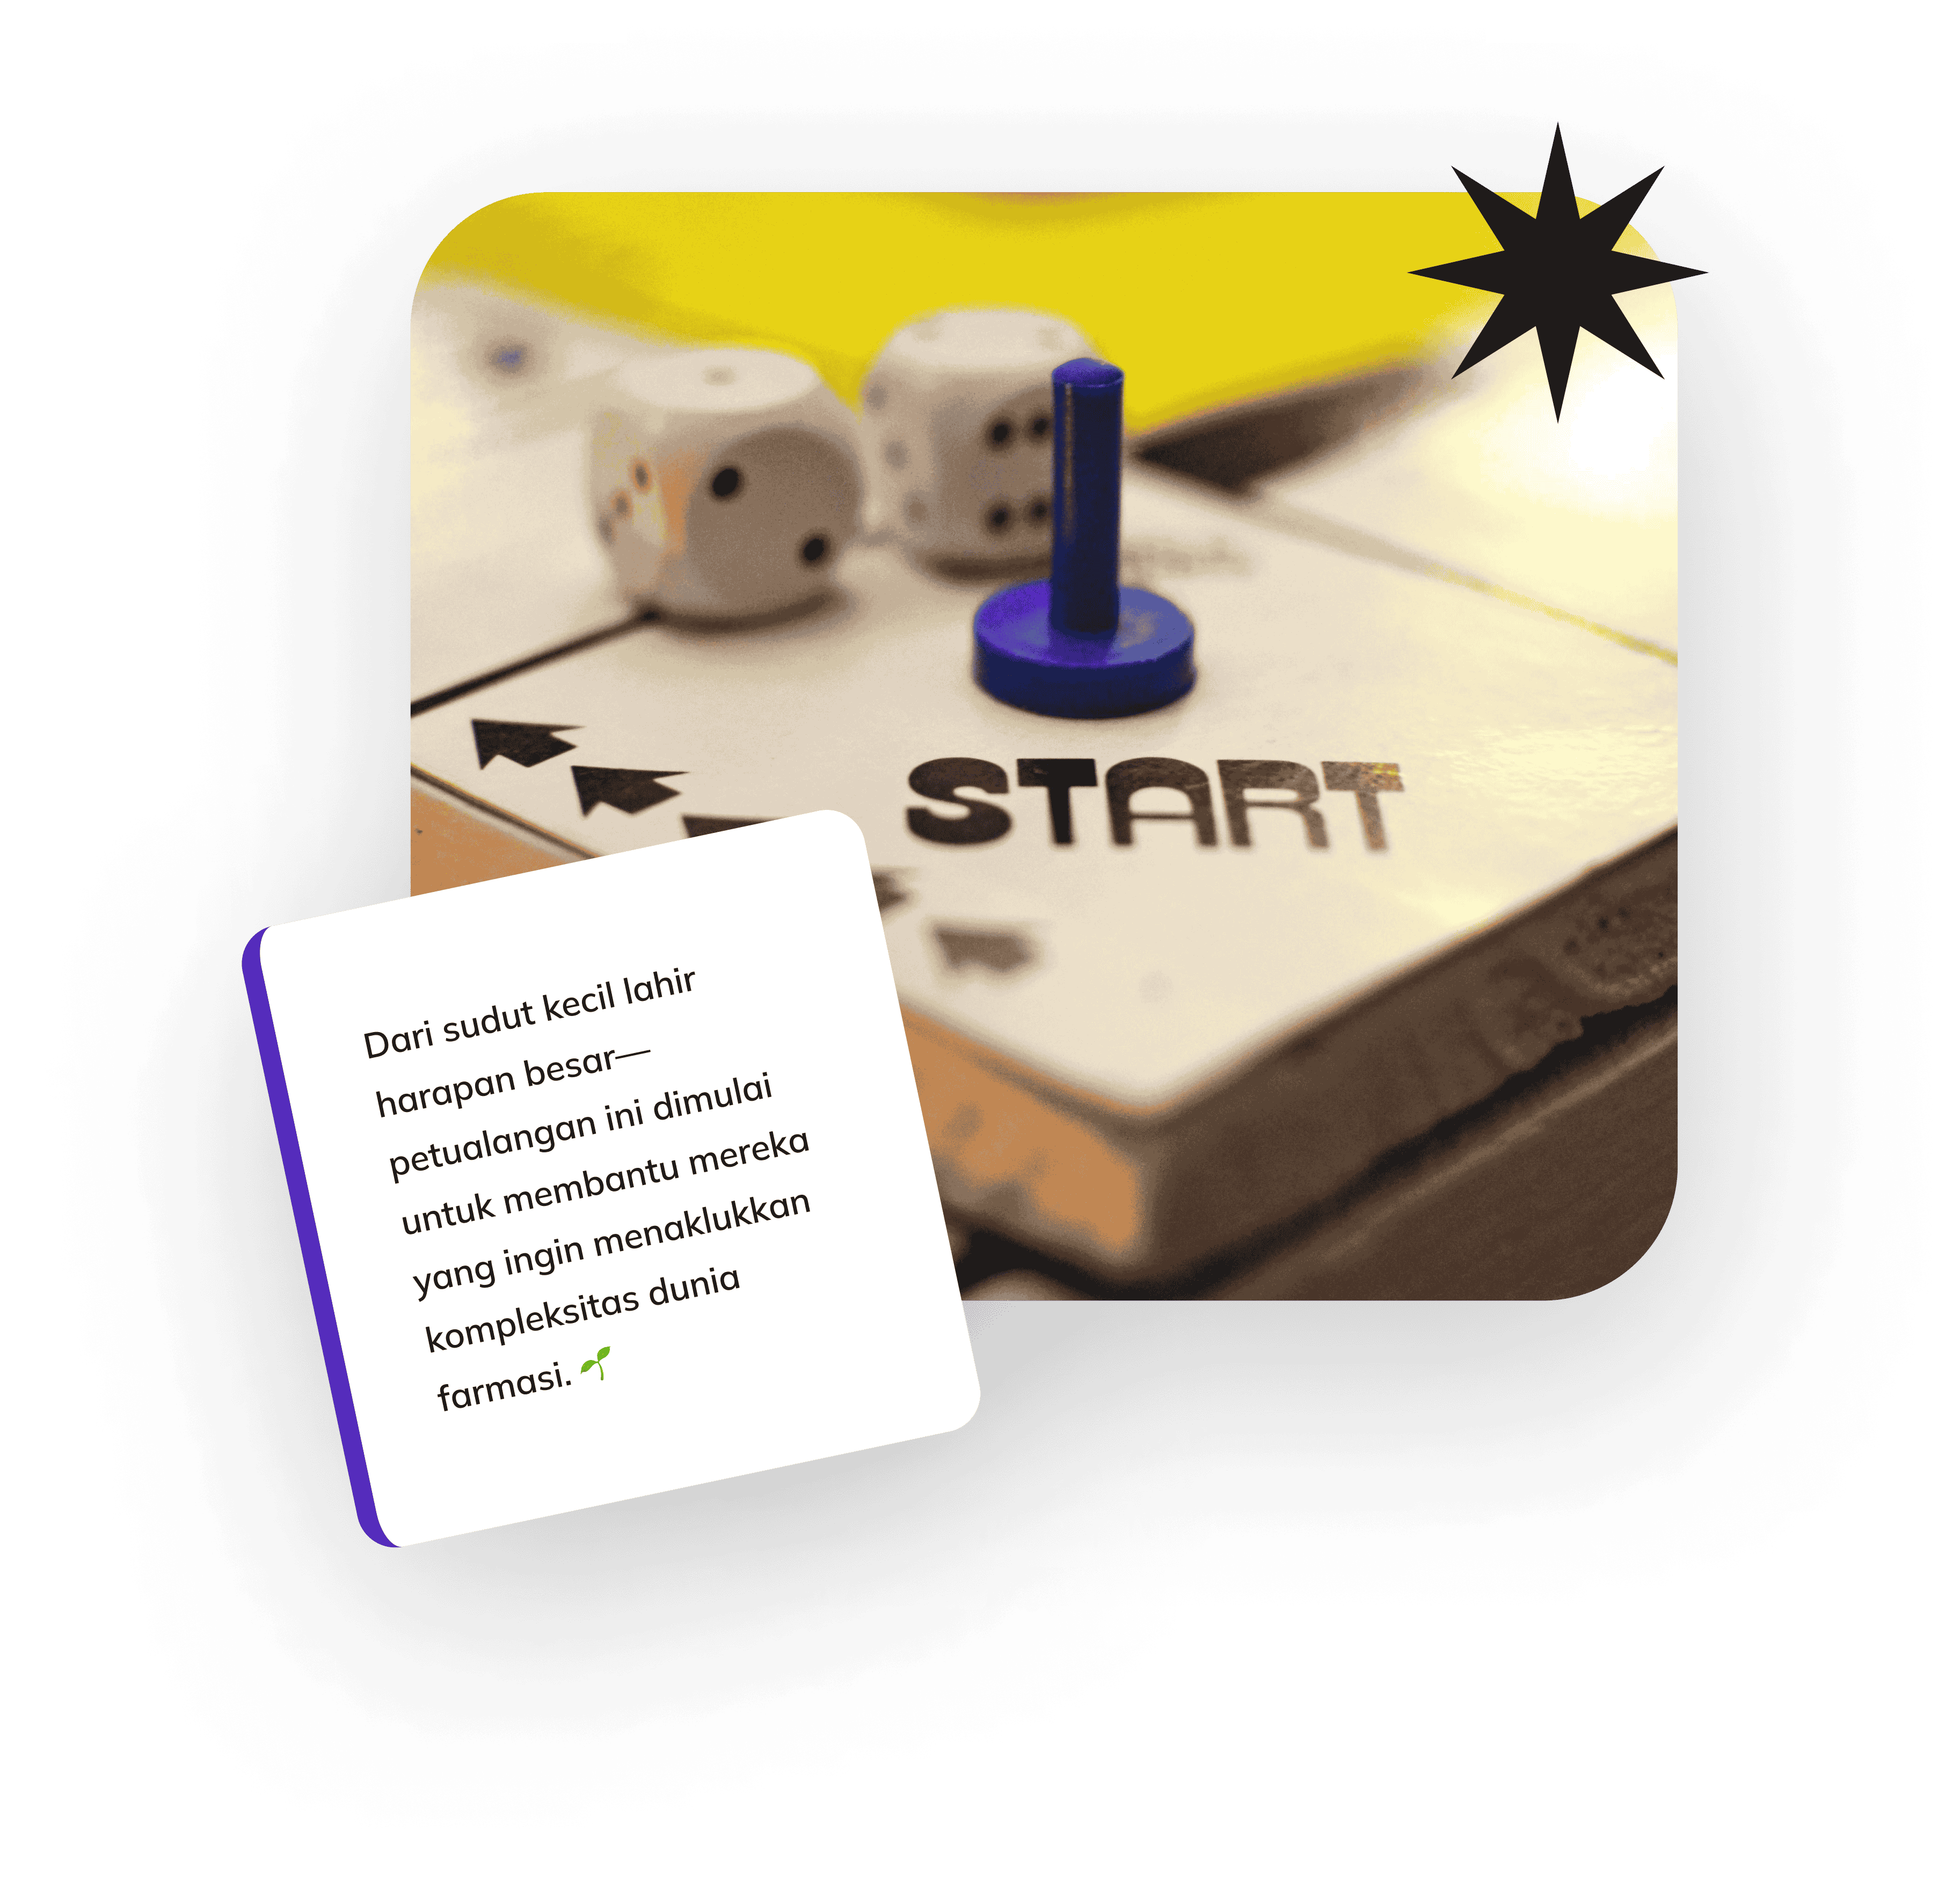 START
Dari sudut kecil lahir
harapan besar—
petualangan ini dimulai
untuk membantu mereka
yang ingin menaklukkan
kompleksitas dunia
farmasi. 🌱